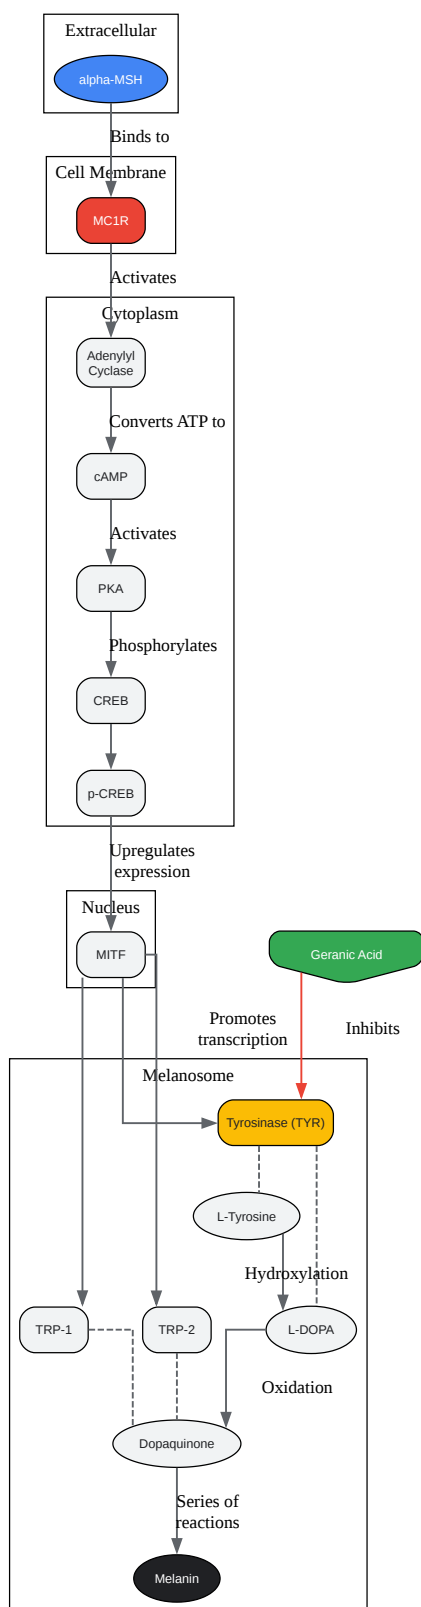 Extracellular
alpha-MSH
Binds to
Cell Membrane
MC1R
Activates
Cytoplasm
Adenylyl
Cyclase
Converts ATP to
cAMP
Activates
PKA
Phosphorylates
CREB
p-CREB
Upregulates
expression
Nucleus
MITF
Geranic Acid
Promotes
transcription
Inhibits
Melanosome
Tyrosinase (TYR)
L-Tyrosine
Hydroxylation
TRP-1
TRP-2
L-DOPA
Oxidation
Dopaquinone
Series of
reactions
Melanin